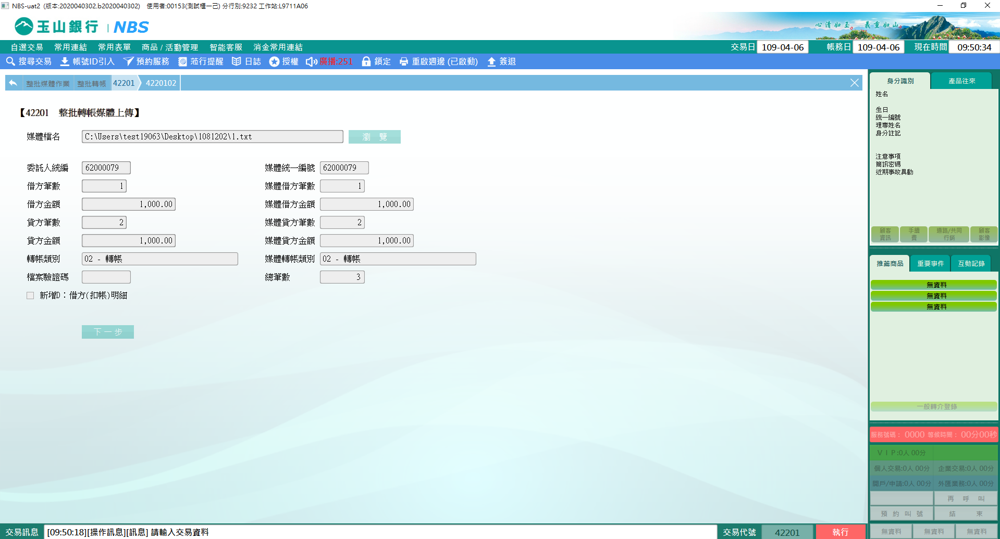 NBS-uat2 (版本:2020040302.b2020040302) 使用者:00153(測試櫃一己) 分行別:9232 工作站:L9711A06
玉山銀行 | NBS
心清如玉 義重如山
自選交易 常用連結 常用表單 商品 / 活動管理 智能客服 消金常用連結
交易日 109-04-06 帳務日 109-04-06 現在時間 09:50:34
搜尋交易 帳號ID引入 預約服務 蒞行提醒 日誌 授權 廣播:251 鎖定 重啟週邊 (已啟動) 簽退
整批媒體作業 整批轉帳 42201 4220102
【42201 整批轉帳媒體上傳】
媒體檔名 C:\Users\test19063\Desktop\1081202\1.txt 瀏 覽
委託人統編 62000079 媒體統一編號 62000079
借方筆數 1 媒體借方筆數 1
借方金額 1,000.00 媒體借方金額 1,000.00
貸方筆數 2 媒體貸方筆數 2
貸方金額 1,000.00 媒體貸方金額 1,000.00
轉帳類別 02 - 轉帳 媒體轉帳類別 02 - 轉帳
檔案驗證碼 總筆數 3
新增D：借方(扣帳)明細
下一步
身分識別 產品往來
姓名
生日
統一編號
理專姓名
身分註記
注意事項
簡訊密碼
近期事故異動
顧客資訊 手續費 通路/共同行銷 顧客影像
推薦商品 重要事件 互動記錄
無資料
無資料
無資料
一般轉介登錄
服務號碼： 0000 等候時間： 00分00秒
ＶＩＰ:0人 00分
個人交易:0人 00分 企業交易:0人 00分
開戶/申請:0人 00分 外匯業務:0人 00分
再 呼 叫
預 約 叫 號 結 束
無資料 無資料 無資料
交易訊息 [09:50:18][操作訊息][訊息] 請輸入交易資料 交易代號 42201 執行